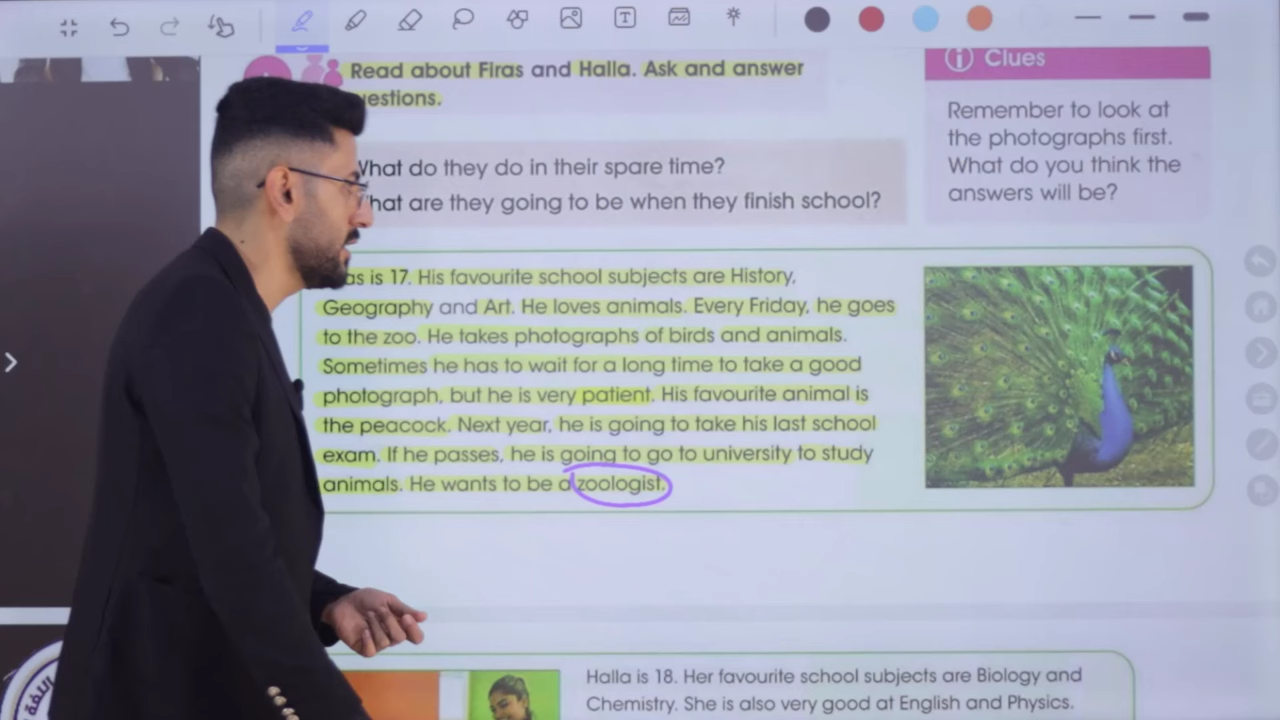 Read about Firas and Halla. Ask and answer
questions.
Clues
Remember to look at
the photographs first.
What do you think the
answers will be?
What do they do in their spare time?
What are they going to be when they finish school?
is 17. His favourite school subjects are History,
Geography and Art. He loves animals. Every Friday, he goes
to the zoo. He takes photographs of birds and animals.
Sometimes he has to wait for a long time to take a good
photograph, but he is very patient. His favourite animal is
the peacock. Next year, he is going to take his last school
exam. If he passes, he is going to go to university to study
animals. He wants to be a zoologist.
Halla is 18. Her favourite school subjects are Biology and
Chemistry. She is also very good at English and Physics.